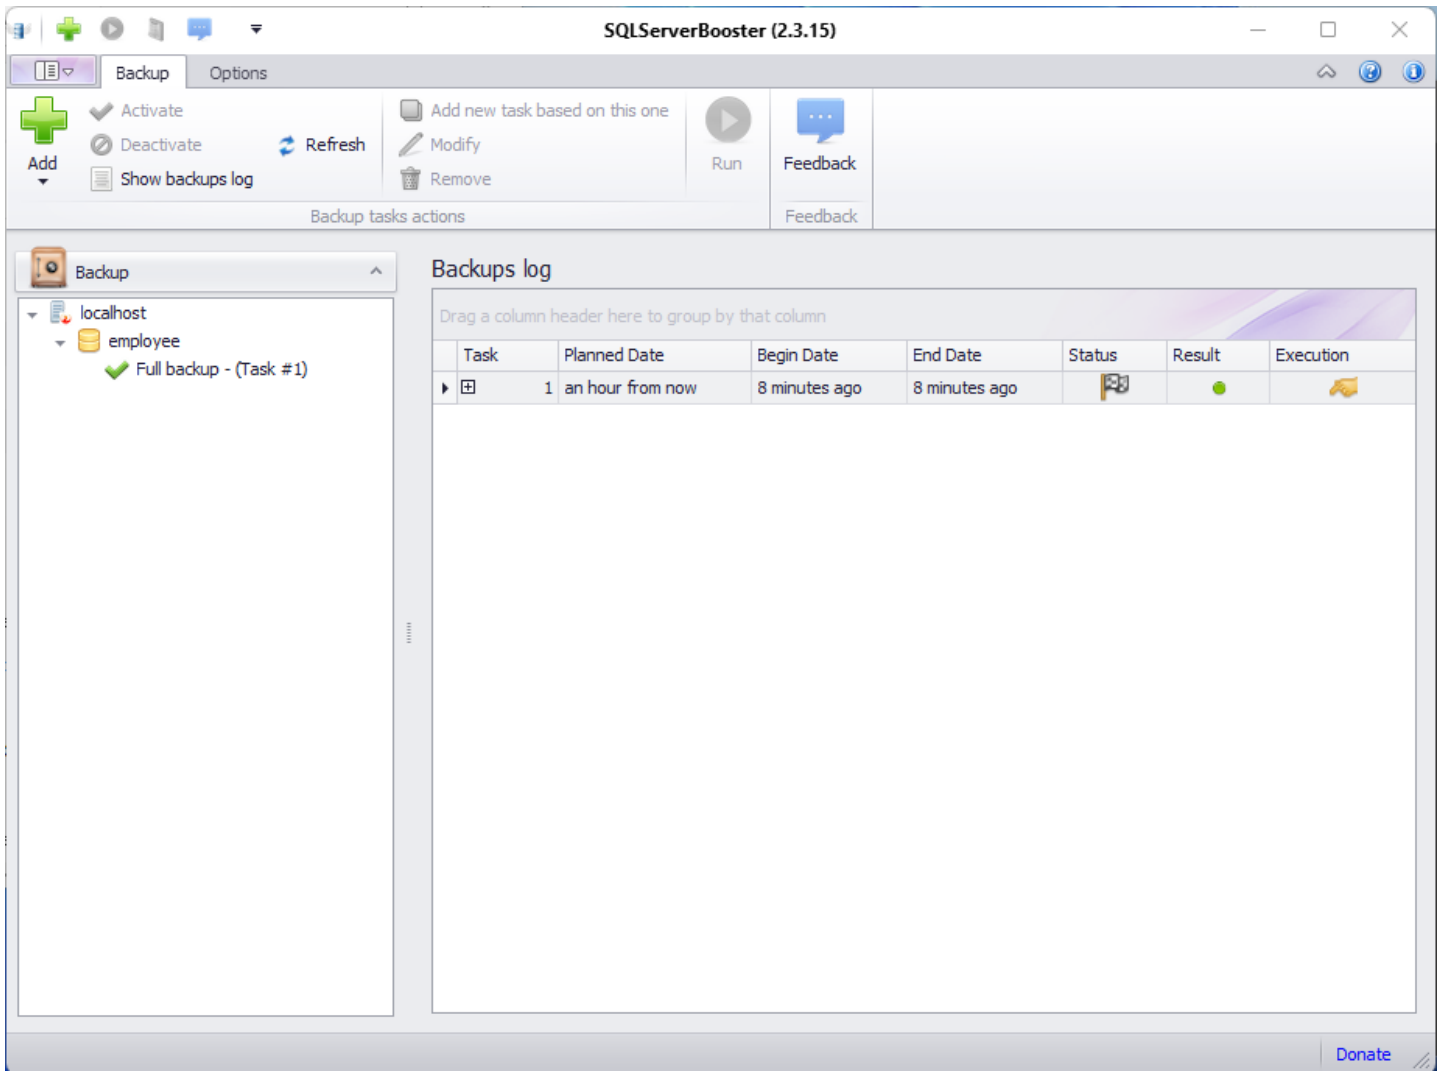 SQLServerBooster (2.3.15)
Backup Options
Add
Activate
Deactivate
Show backups log
Refresh
Add new task based on this one
Modify
Remove
Run
Feedback
Backup tasks actions
Feedback
Backup
localhost
employee
Full backup - (Task #1)
Backups log
Drag a column header here to group by that column
Task Planned Date Begin Date End Date Status Result Execution
1 an hour from now 8 minutes ago 8 minutes ago
Donate